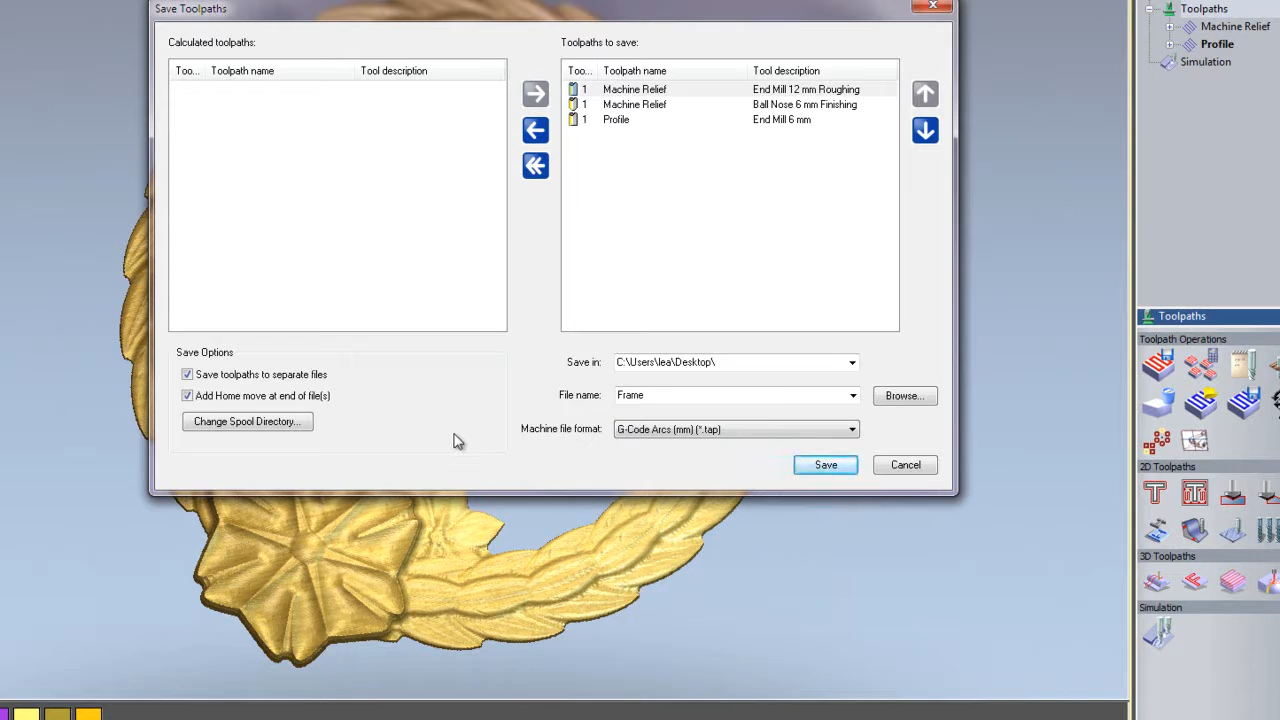 Save Toolpaths
Calculated toolpaths:
Too... Toolpath name Tool description
Toolpaths to save:
Too... Toolpath name Tool description
1 Machine Relief End Mill 12 mm Roughing
1 Machine Relief Ball Nose 6 mm Finishing
1 Profile End Mill 6 mm
Save Options
Save toolpaths to separate files
Add Home move at end of file(s)
Change Spool Directory...
Save in: C:\Users\lea\Desktop\
File name: Frame
Browse...
Machine file format: G-Code Arcs (mm) (*.tap)
Save
Cancel
Toolpaths
Machine Relief
Profile
Simulation
Toolpaths
Toolpath Operations
2D Toolpaths
3D Toolpaths
Simulation